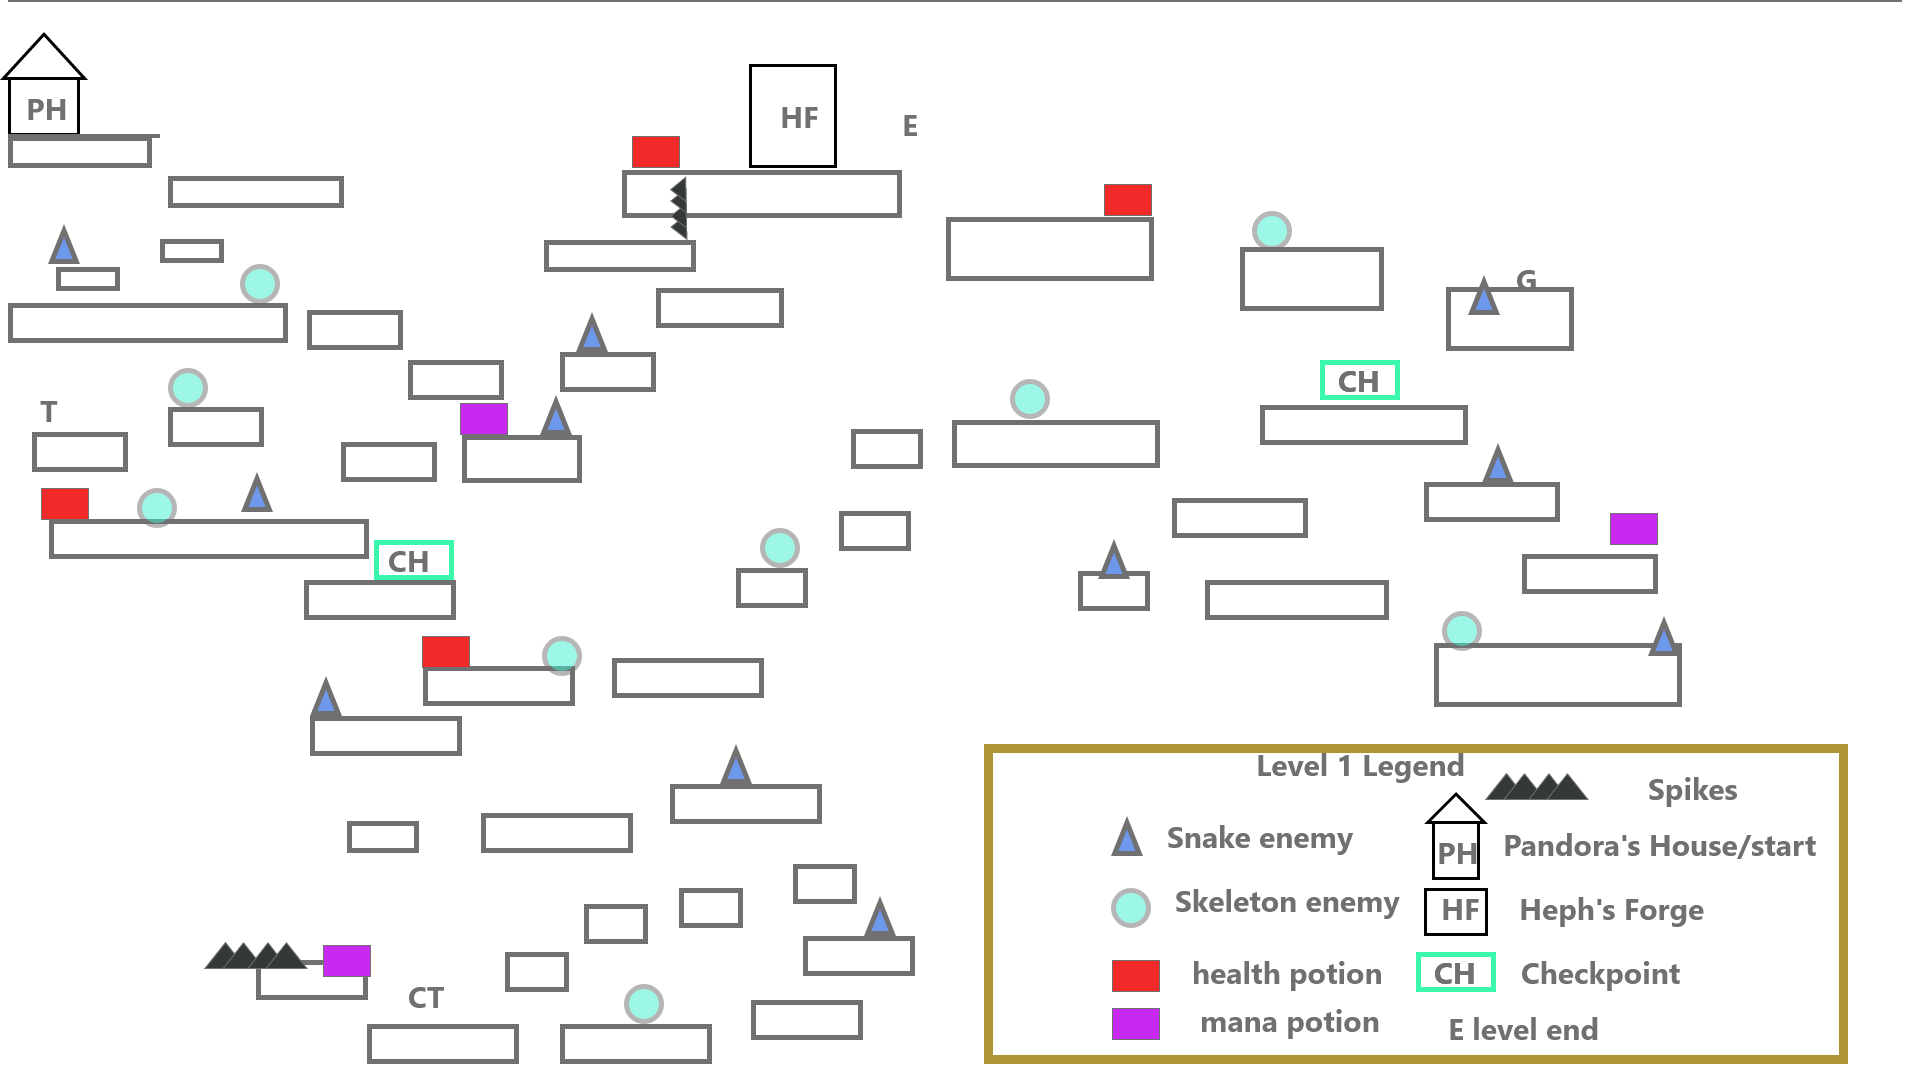 PH
HF
E
G
CH
T
CH
CT
Level 1 Legend
Spikes
Snake enemy
PH
Pandora's House/start
Skeleton enemy
HF
Heph's Forge
health potion
CH
Checkpoint
mana potion
E level end